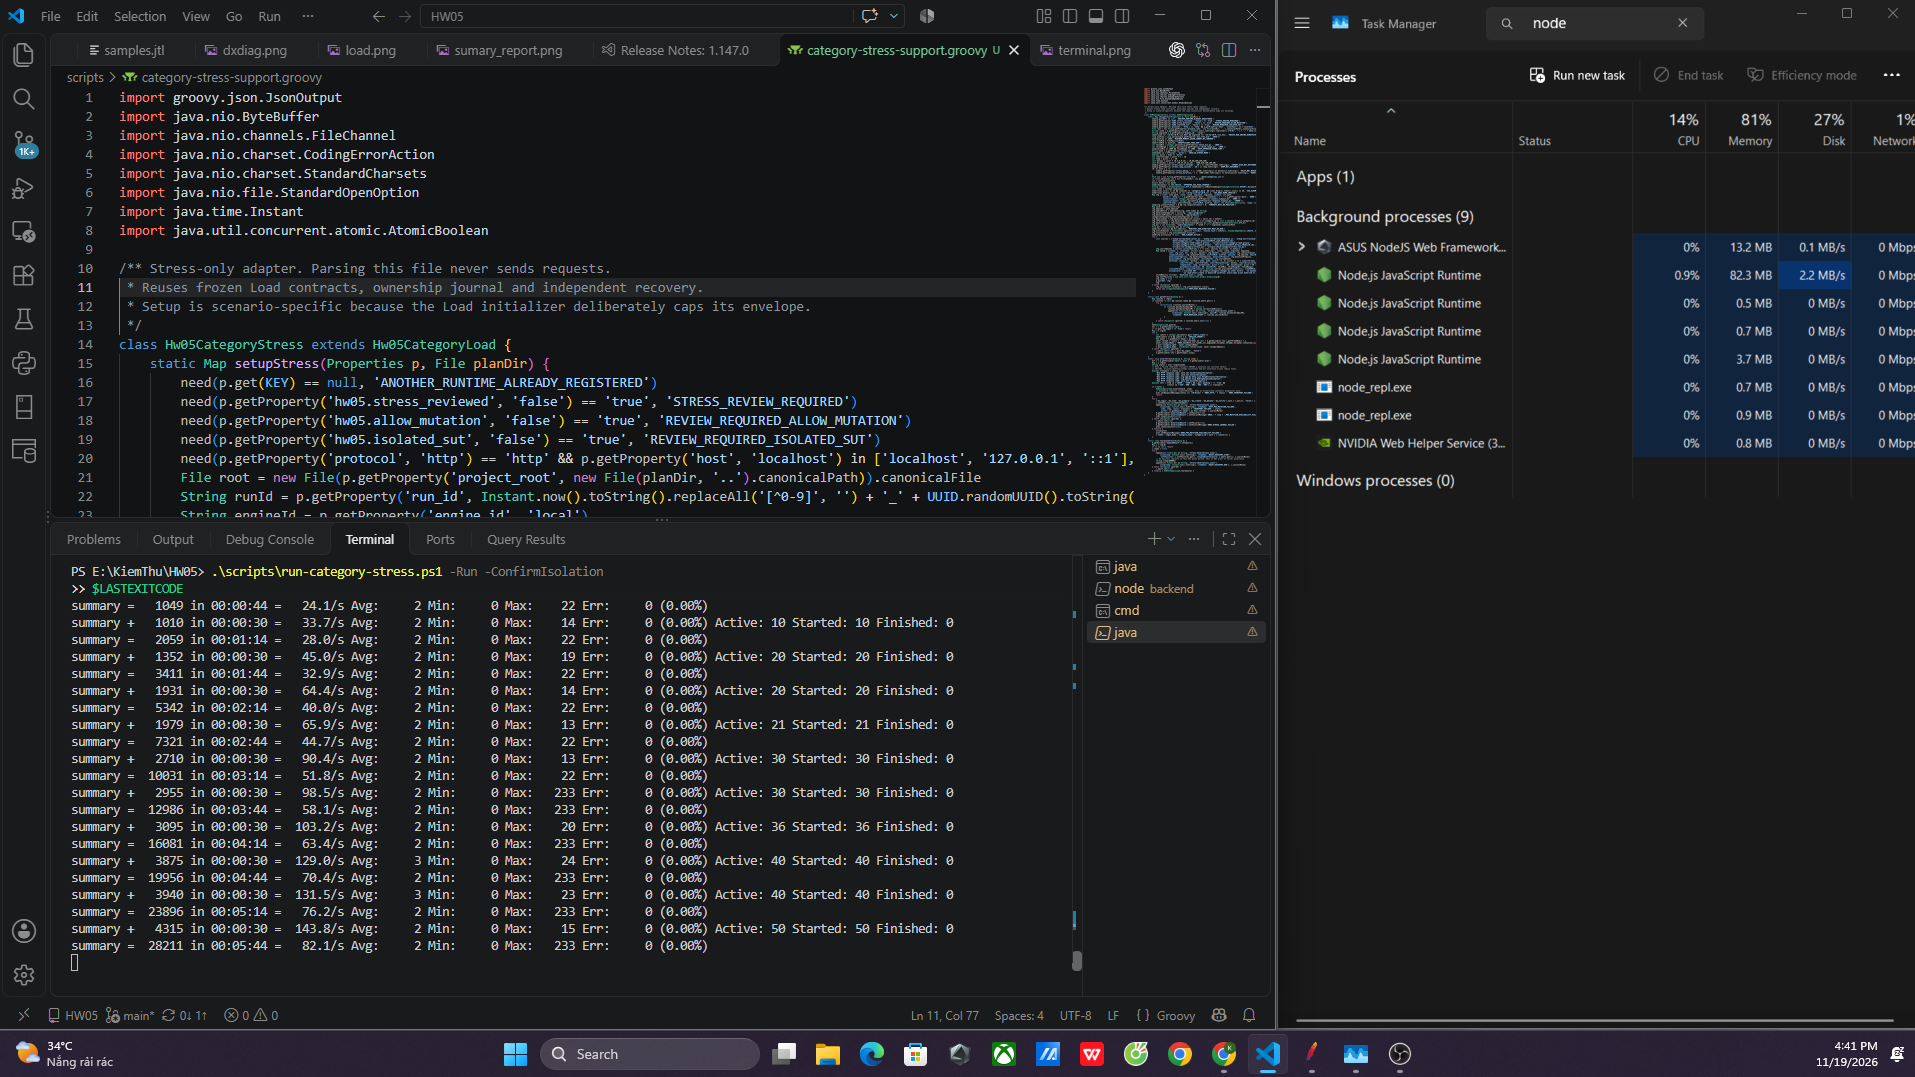 File Edit Selection View Go Run ··· HW05
samples.jtl dxdiag.png load.png sumary_report.png Release Notes: 1.147.0 category-stress-support.groovy U terminal.png
scripts > category-stress-support.groovy
1 import groovy.json.JsonOutput
2 import java.nio.ByteBuffer
3 import java.nio.channels.FileChannel
4 import java.nio.charset.CodingErrorAction
5 import java.nio.charset.StandardCharsets
6 import java.nio.file.StandardOpenOption
7 import java.time.Instant
8 import java.util.concurrent.atomic.AtomicBoolean
9
10 /** Stress-only adapter. Parsing this file never sends requests.
11 * Reuses frozen Load contracts, ownership journal and independent recovery.
12 * Setup is scenario-specific because the Load initializer deliberately caps its envelope.
13 */
14 class Hw05CategoryStress extends Hw05CategoryLoad {
15 static Map setupStress(Properties p, File planDir) {
16 need(p.get(KEY) == null, 'ANOTHER_RUNTIME_ALREADY_REGISTERED')
17 need(p.getProperty('hw05.stress_reviewed', 'false') == 'true', 'STRESS_REVIEW_REQUIRED')
18 need(p.getProperty('hw05.allow_mutation', 'false') == 'true', 'REVIEW_REQUIRED_ALLOW_MUTATION')
19 need(p.getProperty('hw05.isolated_sut', 'false') == 'true', 'REVIEW_REQUIRED_ISOLATED_SUT')
20 need(p.getProperty('protocol', 'http') == 'http' && p.getProperty('host', 'localhost') in ['localhost', '127.0.0.1', '::1'],
21 File root = new File(p.getProperty('project_root', new File(planDir, '..').canonicalPath)).canonicalFile
22 String runId = p.getProperty('run_id', Instant.now().toString().replaceAll('[^0-9]', '') + '_' + UUID.randomUUID().toString(
23 String engineId = p.getProperty('engine_id', 'local')
Problems Output Debug Console Terminal Ports Query Results
PS E:\KiemThu\HW05> .\scripts\run-category-stress.ps1 -Run -ConfirmIsolation
>> $LASTEXITCODE
summary = 1049 in 00:00:44 = 24.1/s Avg: 2 Min: 0 Max: 22 Err: 0 (0.00%)
summary + 1010 in 00:00:30 = 33.7/s Avg: 2 Min: 0 Max: 14 Err: 0 (0.00%) Active: 10 Started: 10 Finished: 0
summary = 2059 in 00:01:14 = 28.0/s Avg: 2 Min: 0 Max: 22 Err: 0 (0.00%)
summary + 1352 in 00:00:30 = 45.0/s Avg: 2 Min: 0 Max: 19 Err: 0 (0.00%) Active: 20 Started: 20 Finished: 0
summary = 3411 in 00:01:44 = 32.9/s Avg: 2 Min: 0 Max: 22 Err: 0 (0.00%)
summary + 1931 in 00:00:30 = 64.4/s Avg: 2 Min: 0 Max: 14 Err: 0 (0.00%) Active: 20 Started: 20 Finished: 0
summary = 5342 in 00:02:14 = 40.0/s Avg: 2 Min: 0 Max: 22 Err: 0 (0.00%)
summary + 1979 in 00:00:30 = 65.9/s Avg: 2 Min: 0 Max: 13 Err: 0 (0.00%) Active: 21 Started: 21 Finished: 0
summary = 7321 in 00:02:44 = 44.7/s Avg: 2 Min: 0 Max: 22 Err: 0 (0.00%)
summary + 2710 in 00:00:30 = 90.4/s Avg: 2 Min: 0 Max: 13 Err: 0 (0.00%) Active: 30 Started: 30 Finished: 0
summary = 10031 in 00:03:14 = 51.8/s Avg: 2 Min: 0 Max: 22 Err: 0 (0.00%)
summary + 2955 in 00:00:30 = 98.5/s Avg: 2 Min: 0 Max: 233 Err: 0 (0.00%) Active: 30 Started: 30 Finished: 0
summary = 12986 in 00:03:44 = 58.1/s Avg: 2 Min: 0 Max: 233 Err: 0 (0.00%)
summary + 3095 in 00:00:30 = 103.2/s Avg: 2 Min: 0 Max: 20 Err: 0 (0.00%) Active: 36 Started: 36 Finished: 0
summary = 16081 in 00:04:14 = 63.4/s Avg: 2 Min: 0 Max: 233 Err: 0 (0.00%)
summary + 3875 in 00:00:30 = 129.0/s Avg: 3 Min: 0 Max: 24 Err: 0 (0.00%) Active: 40 Started: 40 Finished: 0
summary = 19956 in 00:04:44 = 70.4/s Avg: 2 Min: 0 Max: 233 Err: 0 (0.00%)
summary + 3940 in 00:00:30 = 131.5/s Avg: 3 Min: 0 Max: 23 Err: 0 (0.00%) Active: 40 Started: 40 Finished: 0
summary = 23896 in 00:05:14 = 76.2/s Avg: 2 Min: 0 Max: 233 Err: 0 (0.00%)
summary + 4315 in 00:00:30 = 143.8/s Avg: 2 Min: 0 Max: 15 Err: 0 (0.00%) Active: 50 Started: 50 Finished: 0
summary = 28211 in 00:05:44 = 82.1/s Avg: 2 Min: 0 Max: 233 Err: 0 (0.00%)
java
node backend
cmd
java
1K+
HW05 main* 0↓ 1↑ 0 0 Ln 11, Col 77 Spaces: 4 UTF-8 LF { } Groovy
Task Manager node
Processes Run new task End task Efficiency mode ···
14% 81% 27% 1%
Name Status CPU Memory Disk Network
Apps (1)
Background processes (9)
ASUS NodeJS Web Framework... 0% 13.2 MB 0.1 MB/s 0 Mbps
Node.js JavaScript Runtime 0.9% 82.3 MB 2.2 MB/s 0 Mbps
Node.js JavaScript Runtime 0% 0.5 MB 0 MB/s 0 Mbps
Node.js JavaScript Runtime 0% 0.7 MB 0 MB/s 0 Mbps
Node.js JavaScript Runtime 0% 3.7 MB 0 MB/s 0 Mbps
node_repl.exe 0% 0.7 MB 0 MB/s 0 Mbps
node_repl.exe 0% 0.9 MB 0 MB/s 0 Mbps
NVIDIA Web Helper Service (3... 0% 0.8 MB 0 MB/s 0 Mbps
Windows processes (0)
34°C
Nắng rải rác
Search
4:41 PM
11/19/2026